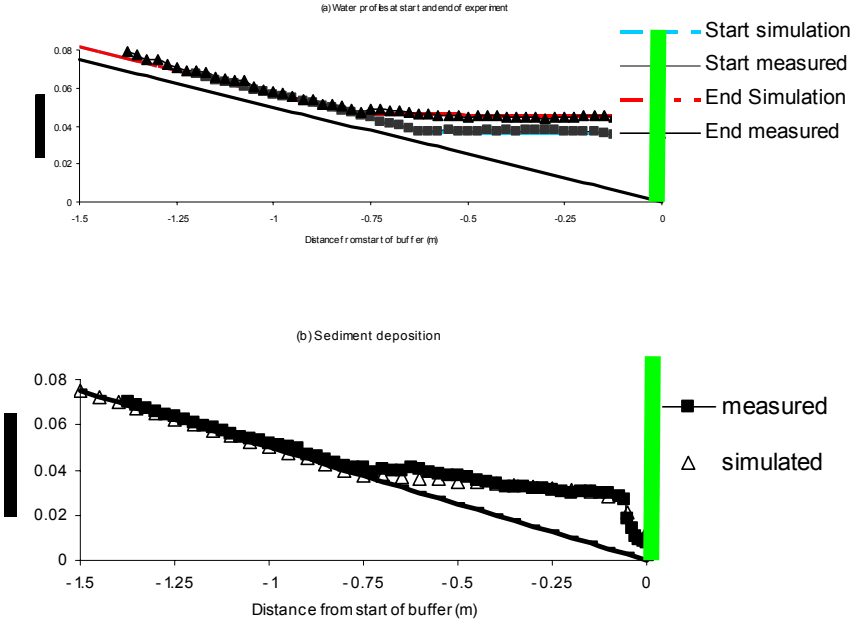 (a) Water profiles at start and end of experiment
Start simulation
Start measured
End Simulation
End measured
0.08
0.06
0.04
0.02
0
-1.5 -1.25 -1 -0.75 -0.5 -0.25 0
Distance from start of buffer (m)
(b) Sediment deposition
0.08
0.06
0.04
0.02
0
measured
simulated
-1.5 -1.25 -1 -0.75 -0.5 -0.25 0
Distance from start of buffer (m)